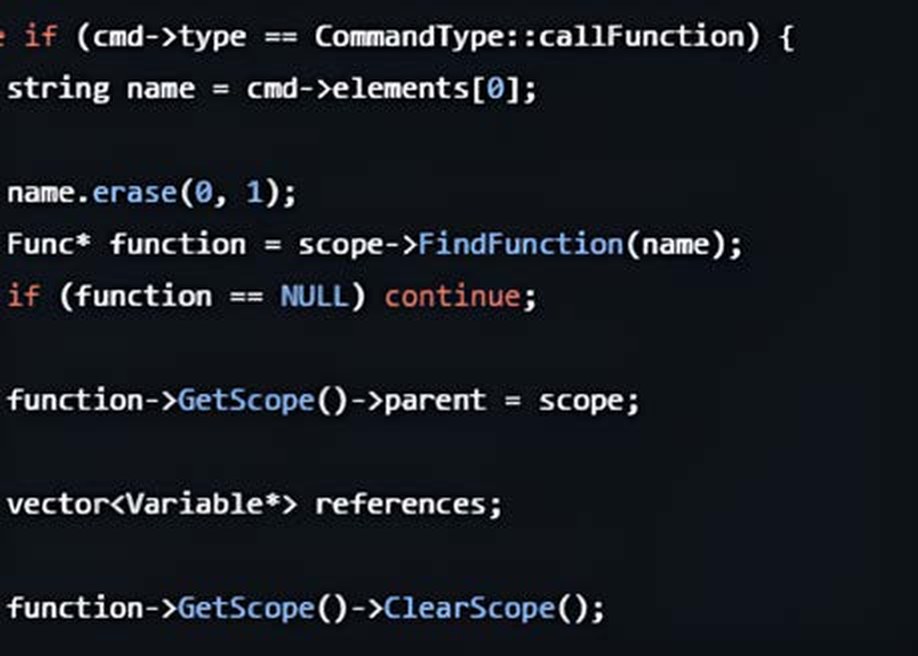 if (cmd->type == CommandType::callFunction) {
string name = cmd->elements[0];
name.erase(0, 1);
Func* function = scope->FindFunction(name);
if (function == NULL) continue;
function->GetScope()->parent = scope;
vector<Variable*> references;
function->GetScope()->ClearScope();